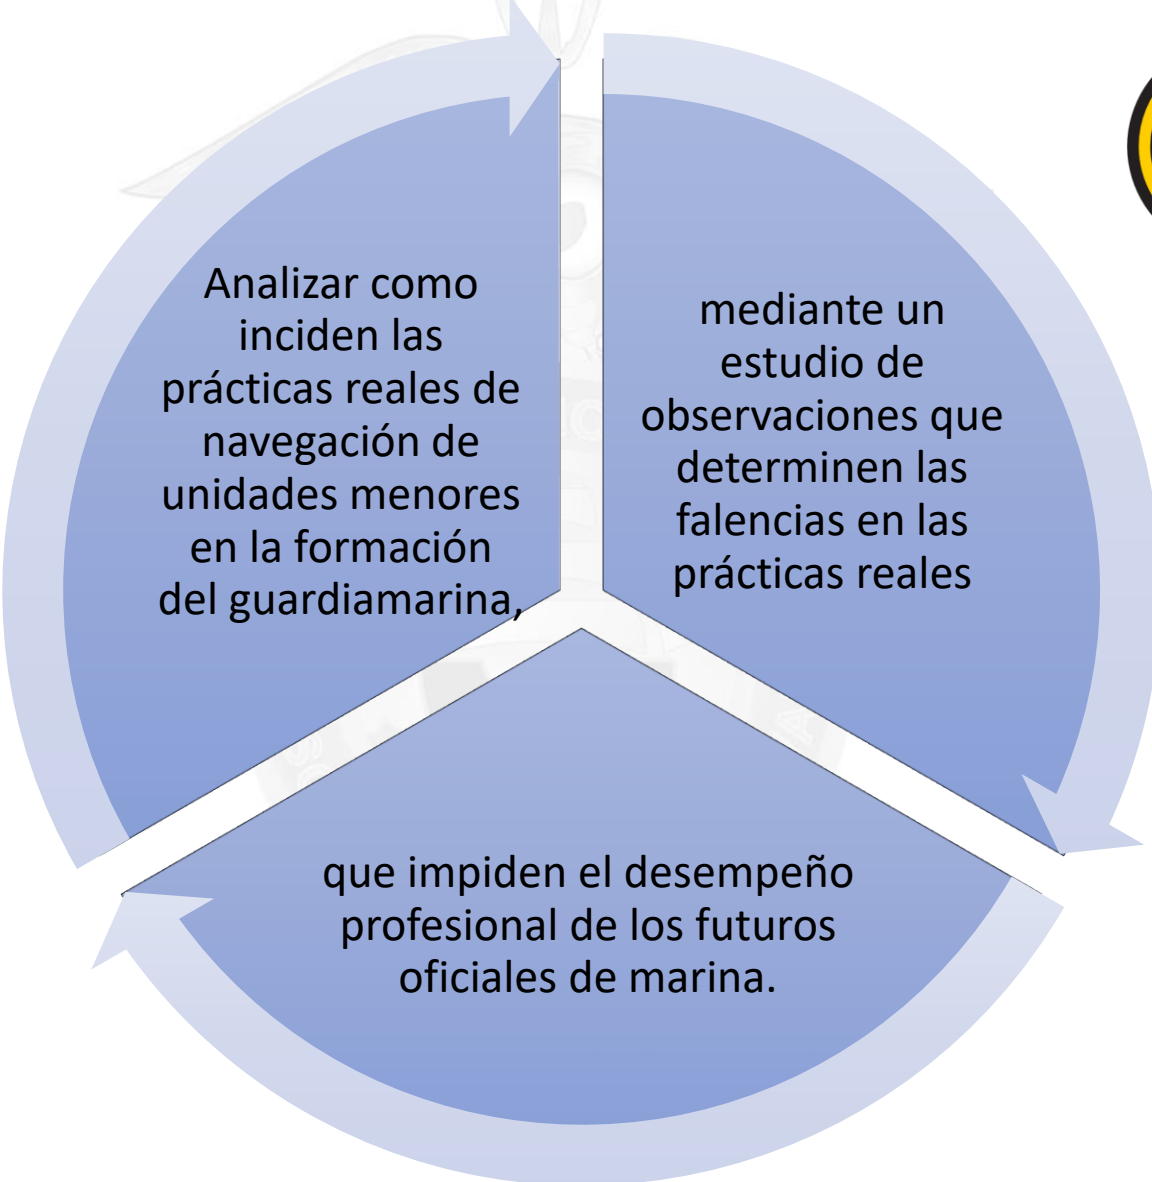 Analizar como
inciden las
prácticas reales de
navegación de
unidades menores
en la formación
del guardiamarina,
mediante un
estudio de
observaciones que
determinen las
falencias en las
prácticas reales
que impiden el desempeño
profesional de los futuros
oficiales de marina.